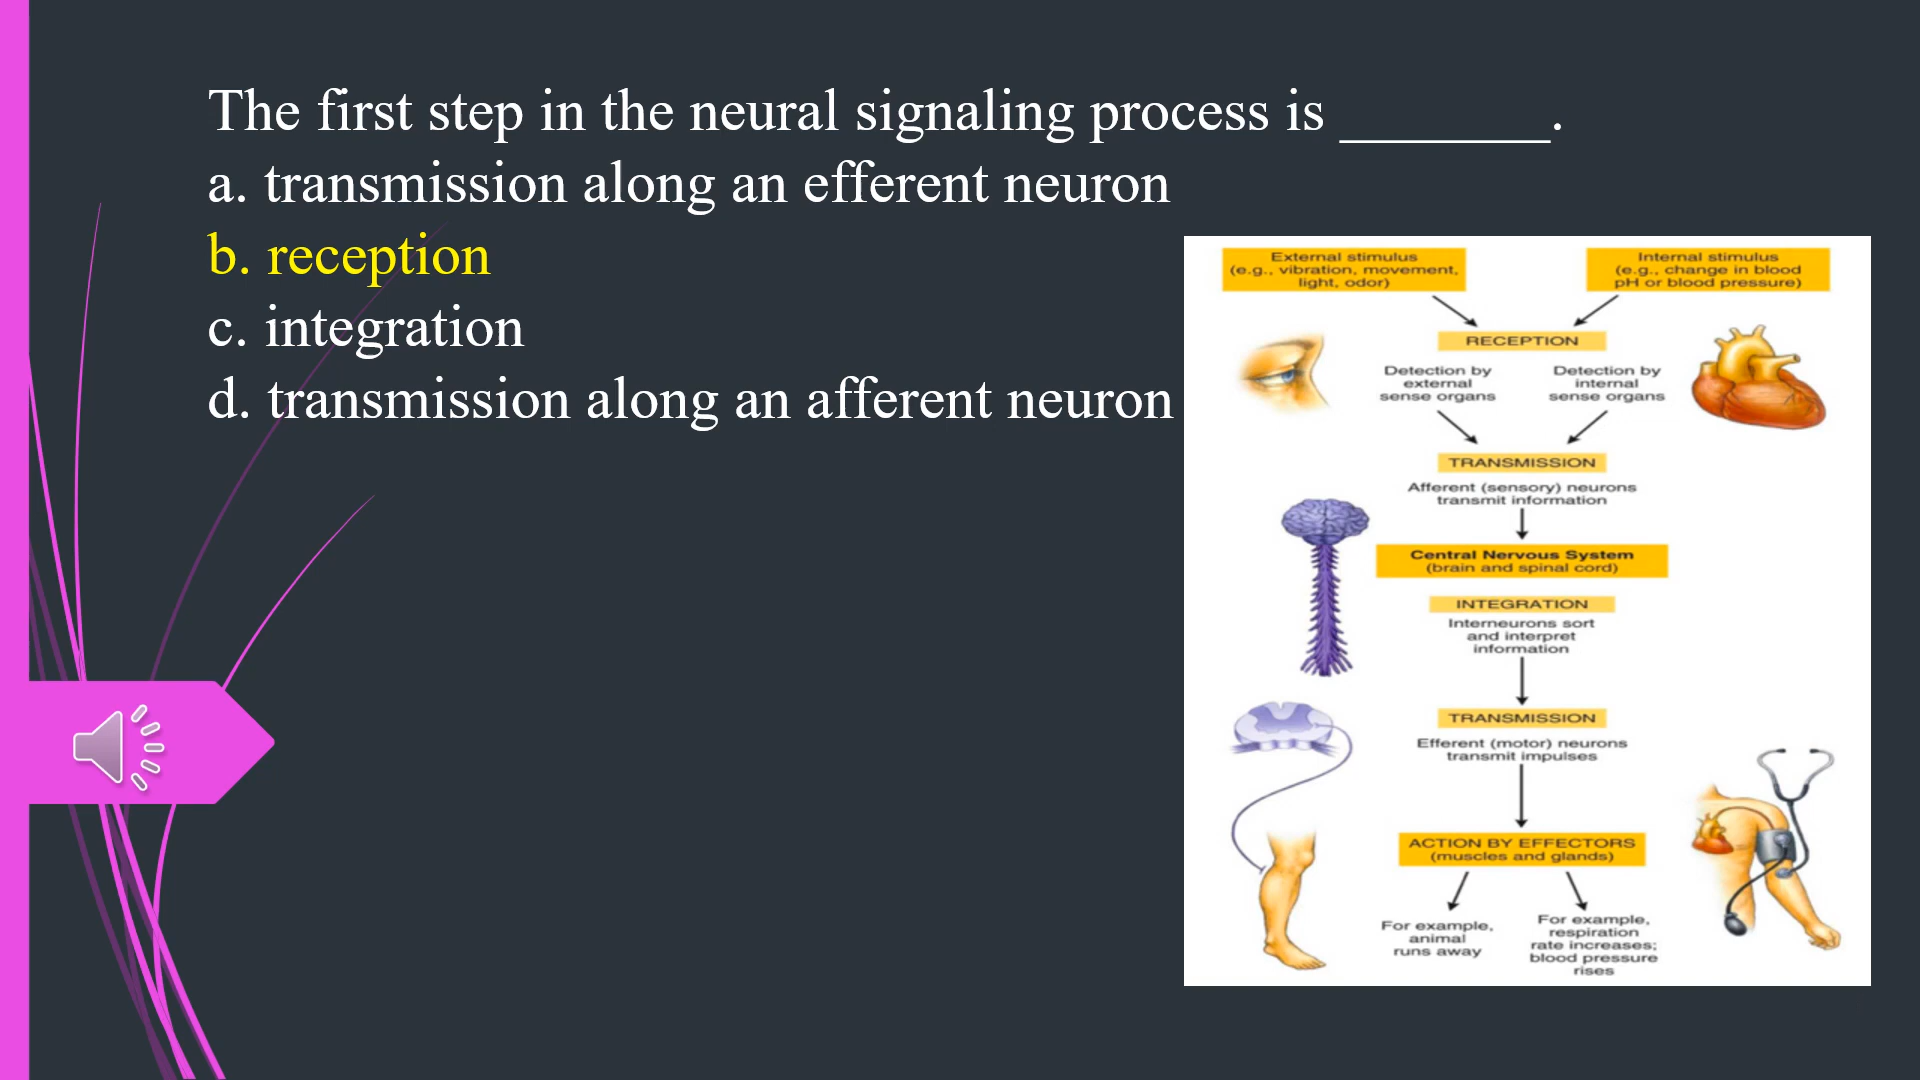 The first step in the neural signaling process is ________.
a. transmission along an efferent neuron
b. reception
c. integration
d. transmission along an afferent neuron
External stimulus
(e.g., vibration, movement,
light, odor)
Internal stimulus
(e.g., change in blood
pH or blood pressure)
RECEPTION
Detection by
external
sense organs
Detection by
internal
sense organs
TRANSMISSION
Afferent (sensory) neurons
transmit information
Central Nervous System
(brain and spinal cord)
INTEGRATION
Interneurons sort
and interpret
information
TRANSMISSION
Efferent (motor) neurons
transmit impulses
ACTION BY EFFECTORS
(muscles and glands)
For example,
animal
runs away
For example,
respiration
rate increases;
blood pressure
rises